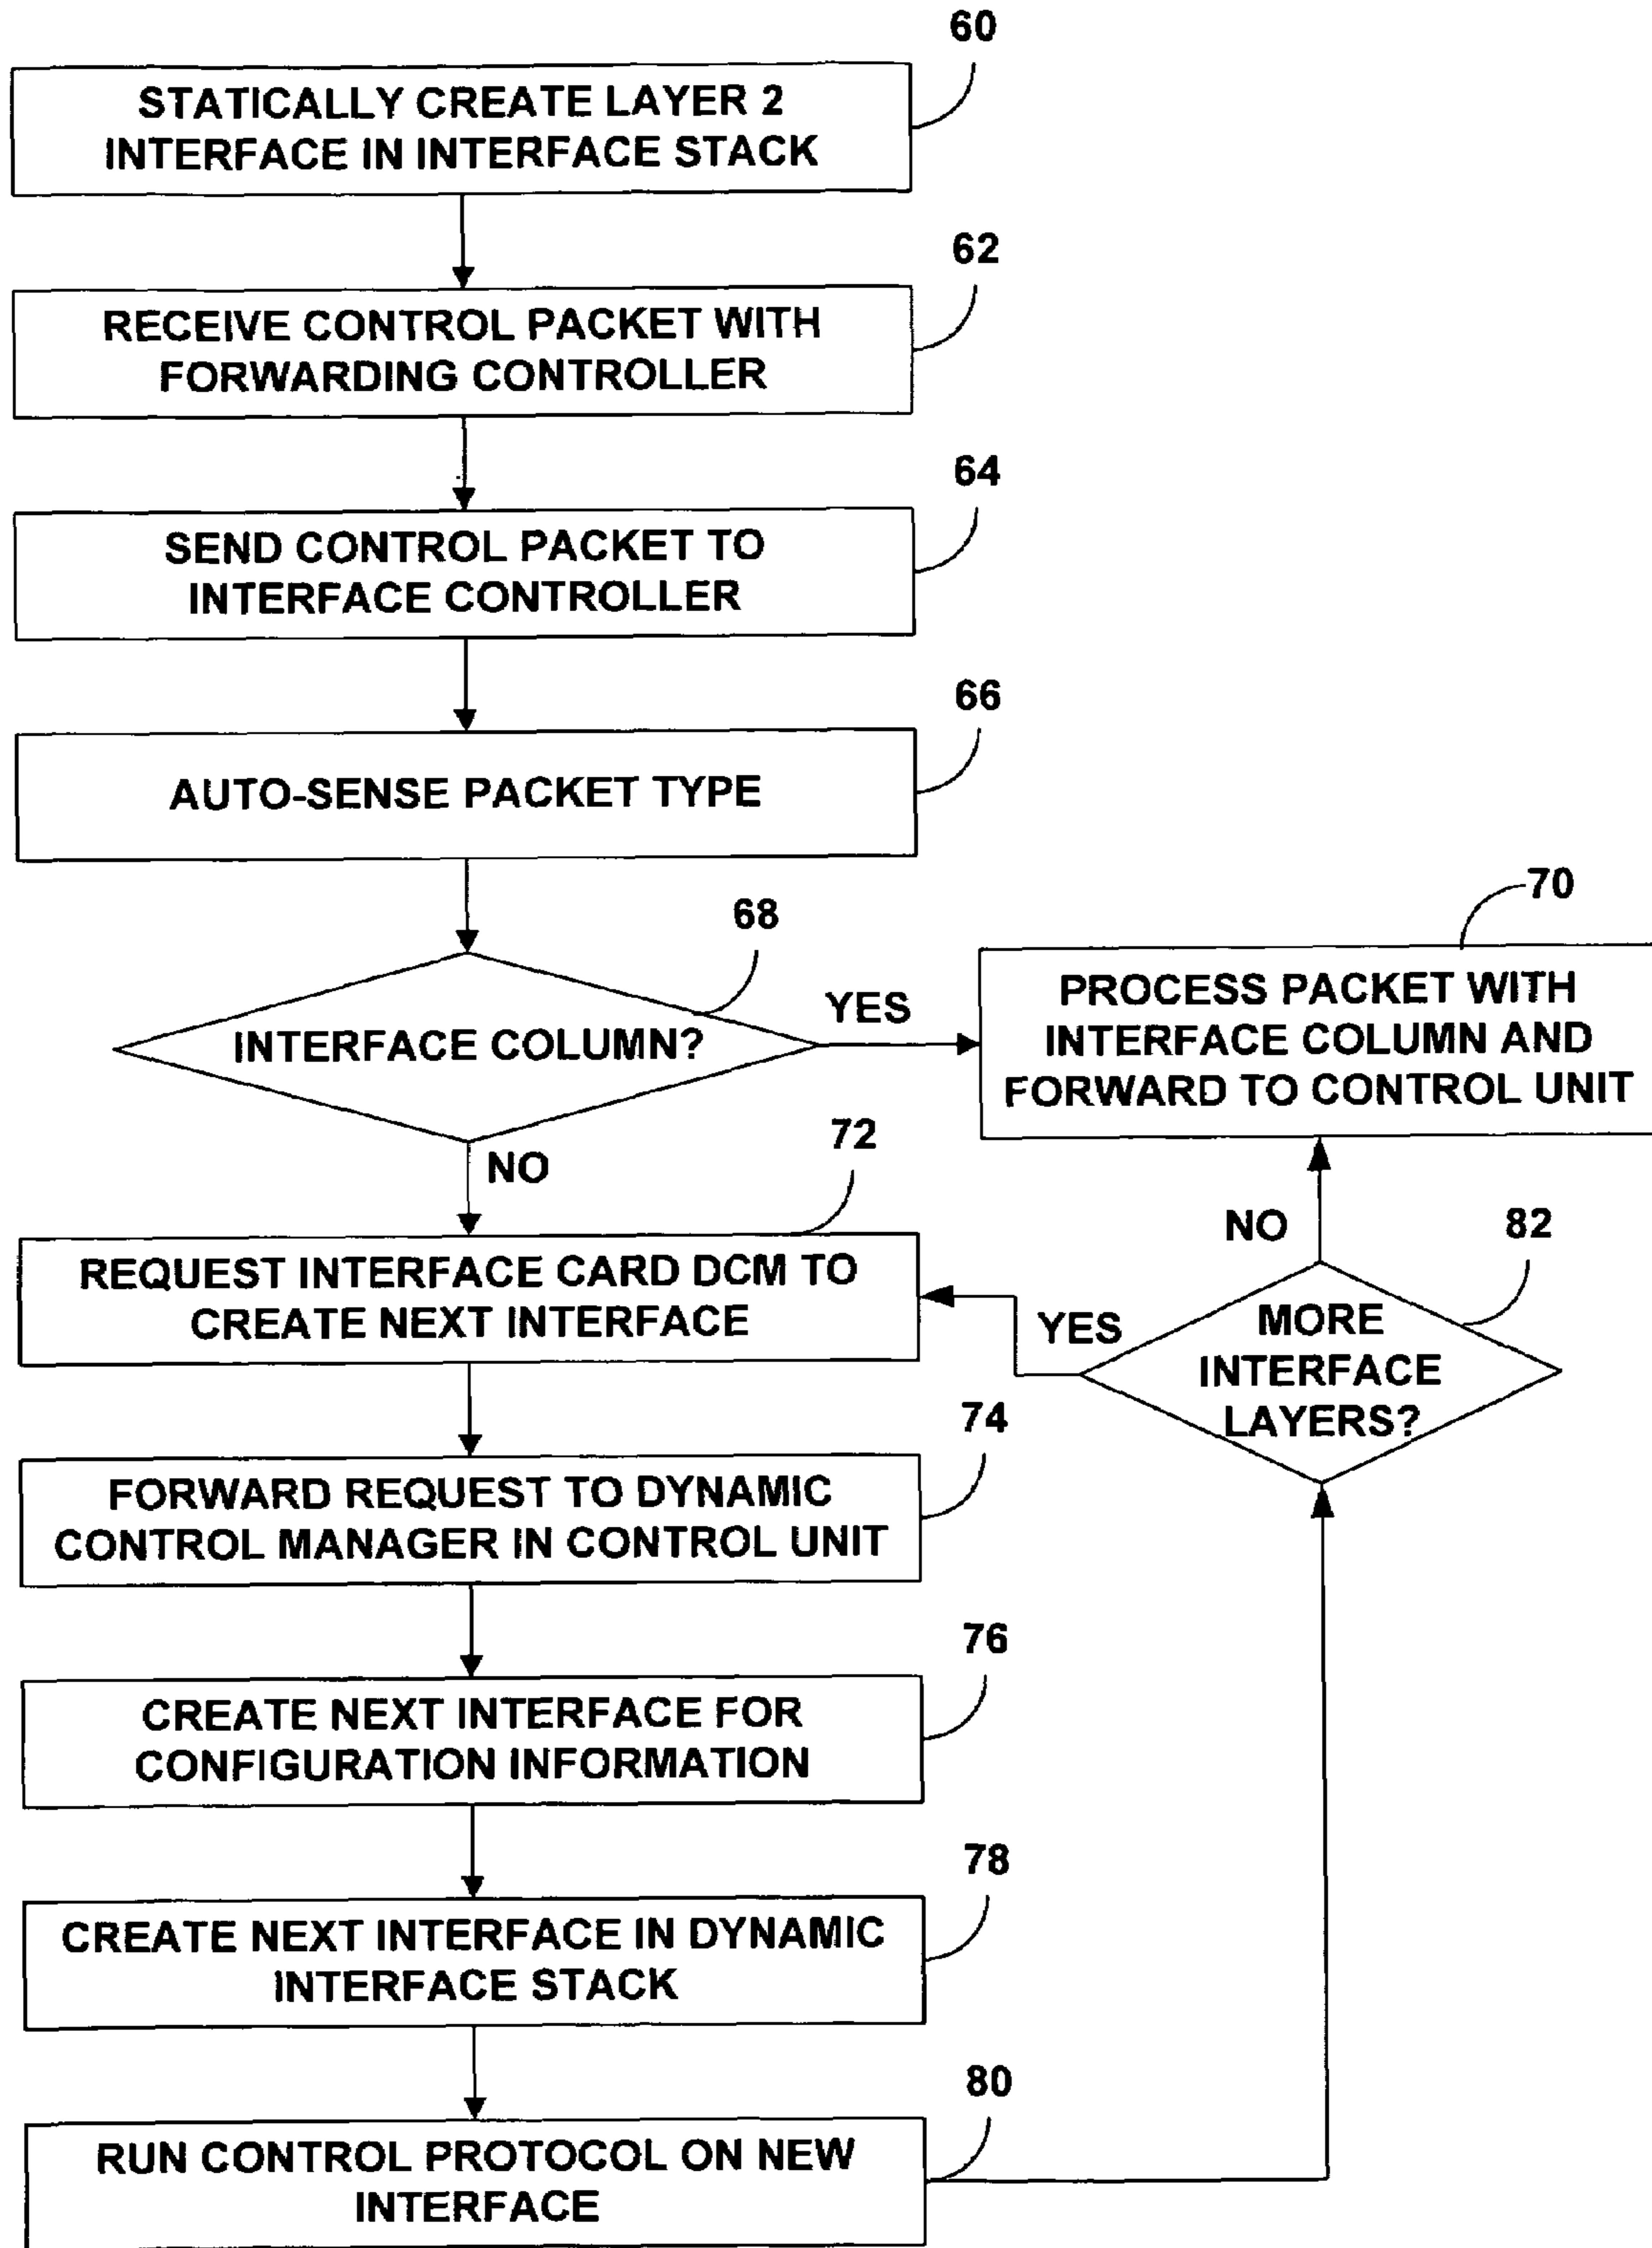 60
STATICALLY CREATE LAYER 2
INTERFACE IN INTERFACE STACK
62
RECEIVE CONTROL PACKET WITH
FORWARDING CONTROLLER
64
SEND CONTROL PACKET TO
INTERFACE CONTROLLER
66
AUTO-SENSE PACKET TYPE
68
INTERFACE COLUMN?
YES
70
PROCESS PACKET WITH
INTERFACE COLUMN AND
FORWARD TO CONTROL UNIT
NO
72
REQUEST INTERFACE CARD DCM TO
CREATE NEXT INTERFACE
NO
82
YES
MORE
INTERFACE
LAYERS?
74
FORWARD REQUEST TO DYNAMIC
CONTROL MANAGER IN CONTROL UNIT
76
CREATE NEXT INTERFACE FOR
CONFIGURATION INFORMATION
78
CREATE NEXT INTERFACE IN DYNAMIC
INTERFACE STACK
80
RUN CONTROL PROTOCOL ON NEW
INTERFACE